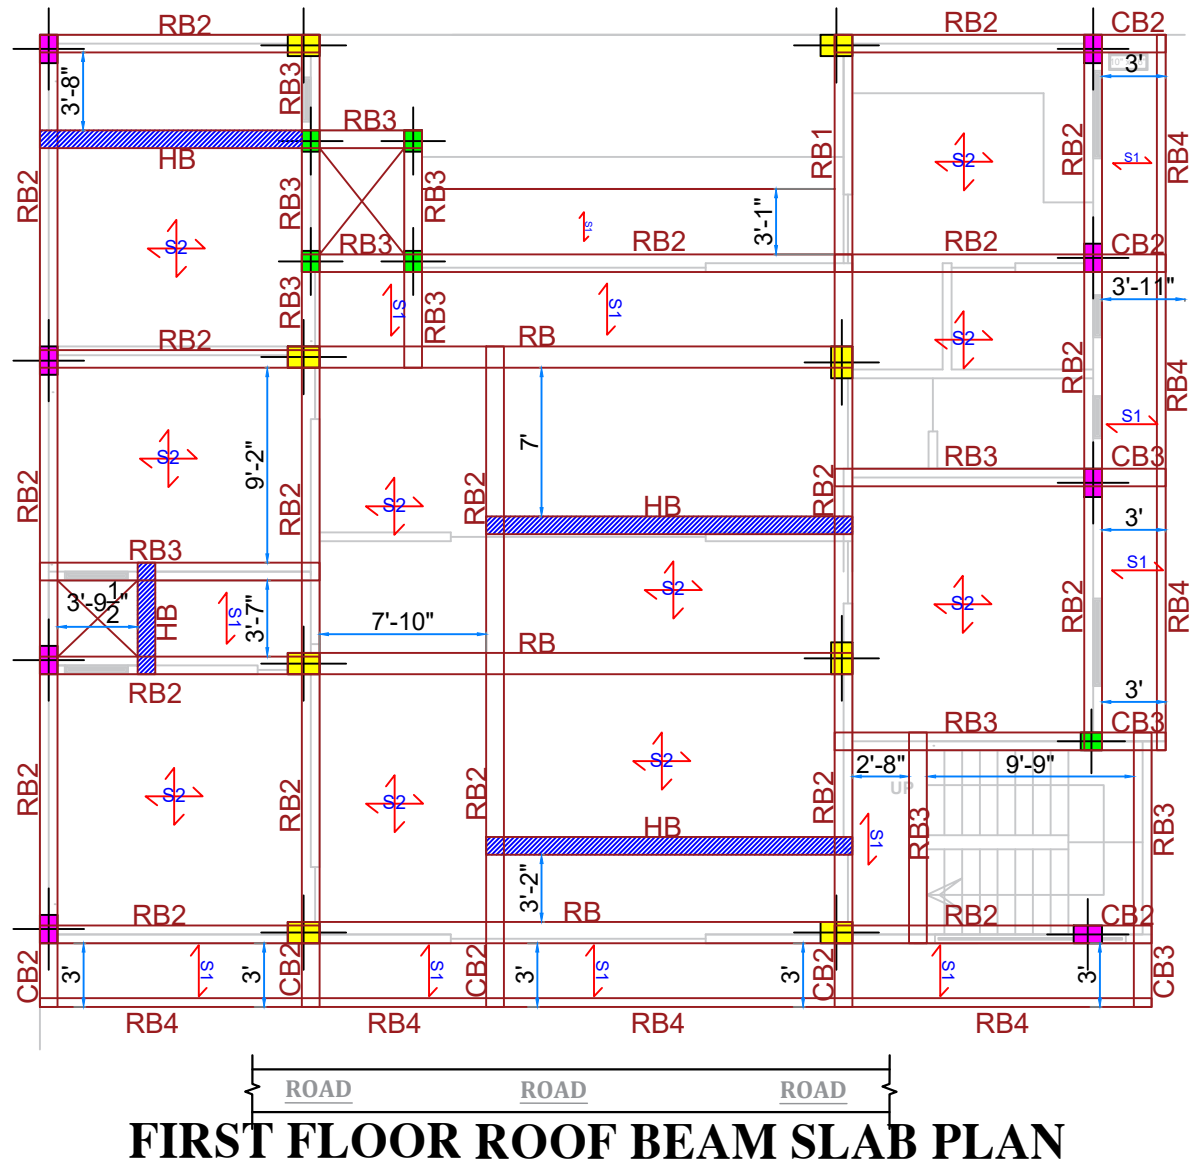 RB2
RB2
CB2
3'
3'-8"
RB3
RB3
RB1
RB2
RB4
HB
S2
S1
RB2
RB3
RB3
S1
3'-1"
S2
RB3
RB2
RB2
CB2
3'-11"
RB3
S1
RB3
S1
RB2
RB
S2
RB2
RB4
9'-2"
7'
S1
S2
RB3
CB3
RB2
RB2
S2
RB2
HB
RB2
3'
RB3
S1
3'-9 1/2"
HB
S1
3'-7"
S2
S2
RB2
RB4
7'-10"
RB
RB2
3'
RB3
CB3
S2
2'-8"
9'-9"
UP
RB2
S2
RB2
S2
RB2
HB
RB2
S1
RB3
RB3
3'-2"
RB2
RB
RB2
CB2
CB2
3'
S1
3'
CB2
S1
CB2
3'
S1
3'
CB2
S1
3'
CB3
RB4
RB4
RB4
RB4
ROAD
ROAD
ROAD
FIRST FLOOR ROOF BEAM SLAB PLAN